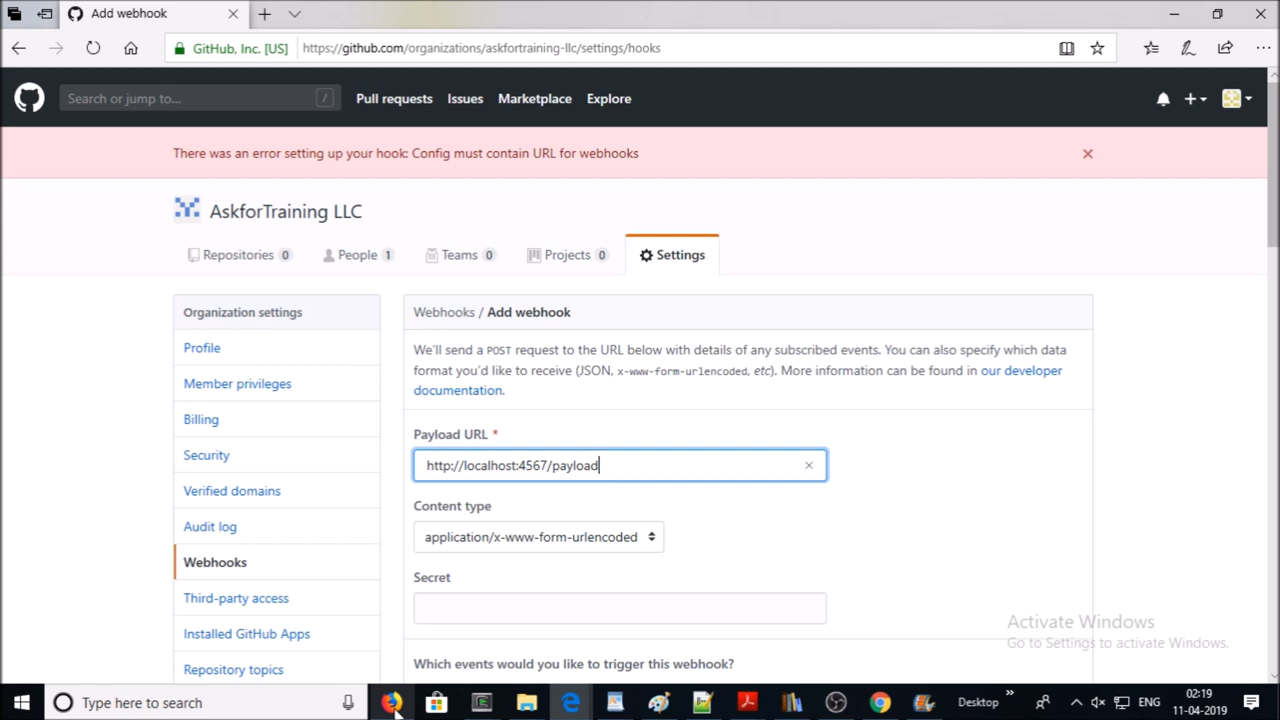 Add webhook
GitHub, Inc. [US]
https://github.com/organizations/askfortraining-llc/settings/hooks
Search or jump to...
/
Pull requests
Issues
Marketplace
Explore
There was an error setting up your hook: Config must contain URL for webhooks
AskforTraining LLC
Repositories 0
People 1
Teams 0
Projects 0
Settings
Organization settings
Profile
Member privileges
Billing
Security
Verified domains
Audit log
Webhooks
Third-party access
Installed GitHub Apps
Repository topics
Webhooks / Add webhook
We'll send a POST request to the URL below with details of any subscribed events. You can also specify which data
format you'd like to receive (JSON, x-www-form-urlencoded, etc). More information can be found in our developer
documentation.
Payload URL *
http://localhost:4567/payload
Content type
application/x-www-form-urlencoded
Secret
Which events would you like to trigger this webhook?
Activate Windows
Go to Settings to activate Windows.
Type here to search
Desktop
ENG
02:19
11-04-2019